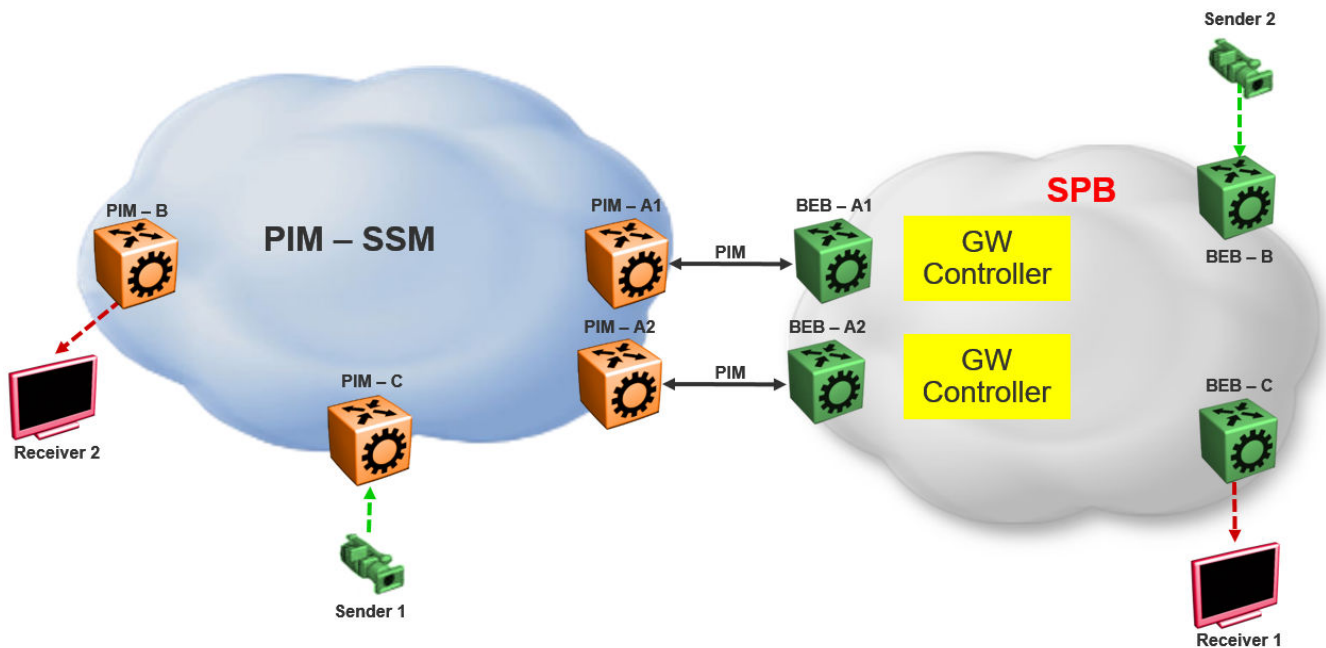 Sender 2
SPB
PIM – B
PIM – A1
BEB – A1
GW
Controller
PIM – SSM
PIM
BEB – B
PIM – A2
BEB – A2
GW
Controller
PIM – C
PIM
BEB – C
Receiver 2
Sender 1
Receiver 1